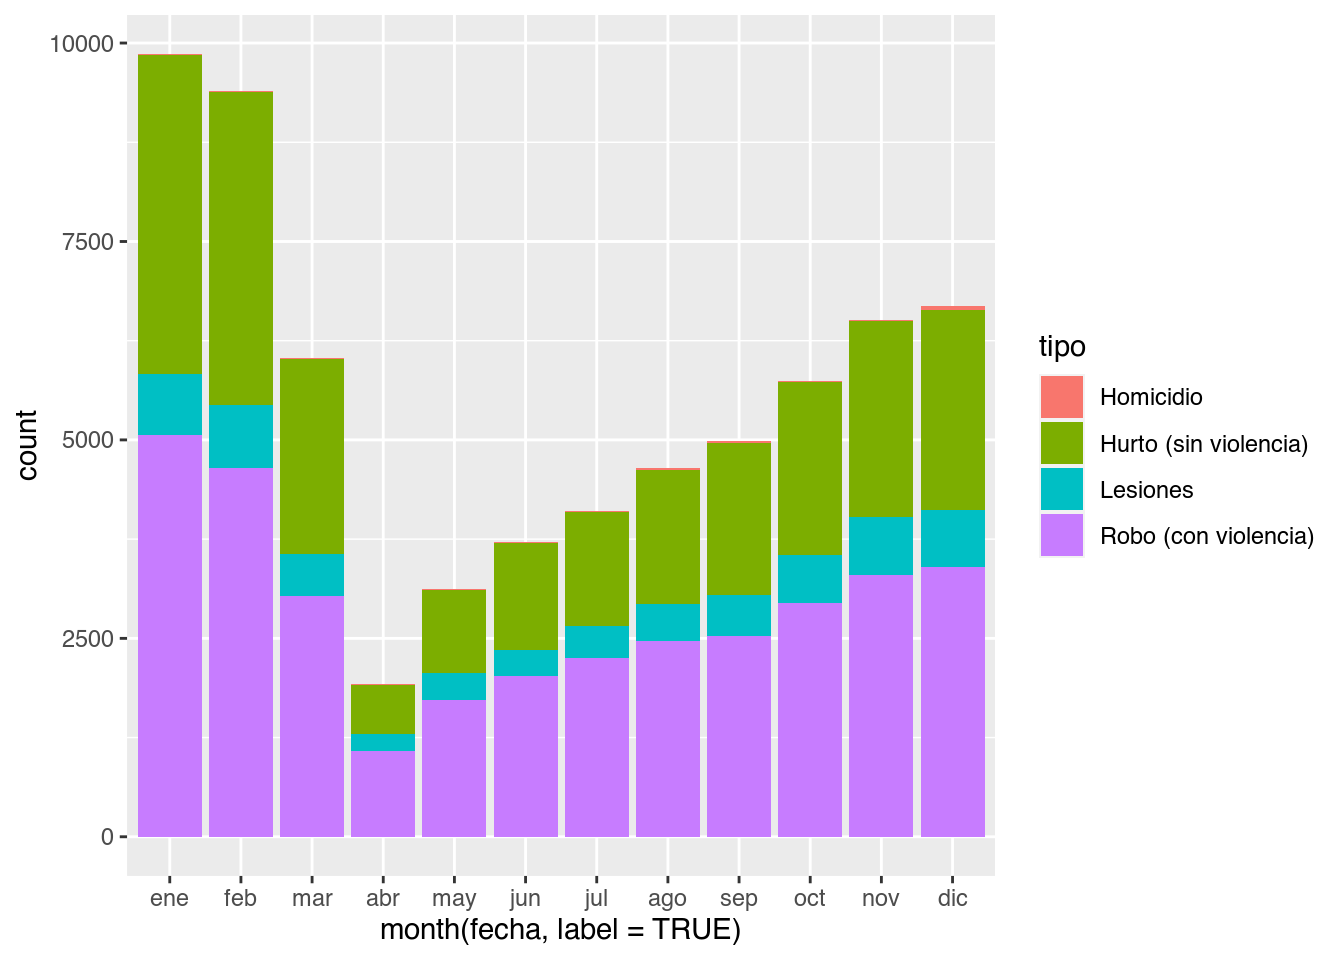 10000
7500
5000
2500
0
count
ene feb mar abr may jun jul ago sep oct nov dic
month(fecha, label = TRUE)
tipo
Homicidio
Hurto (sin violencia)
Lesiones
Robo (con violencia)